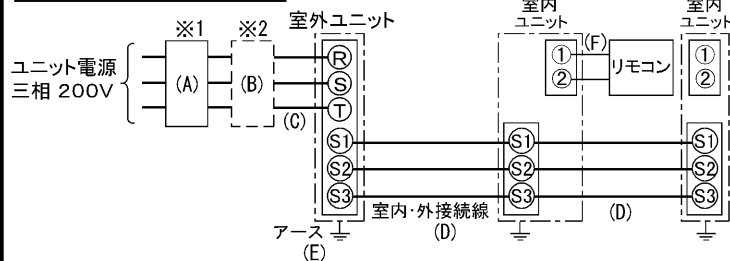 ※1
※2
室外ユニット
室内
ユニット
室内
ユニット
ユニット電源
三相 200V
(A)
(B)
(C)
R
S
T
① (F)
②
リモコン
①
②
S1
S2
S3
S1
S2
S3
S1
S2
S3
室内・外接続線
(D)
(D)
アース
(E)